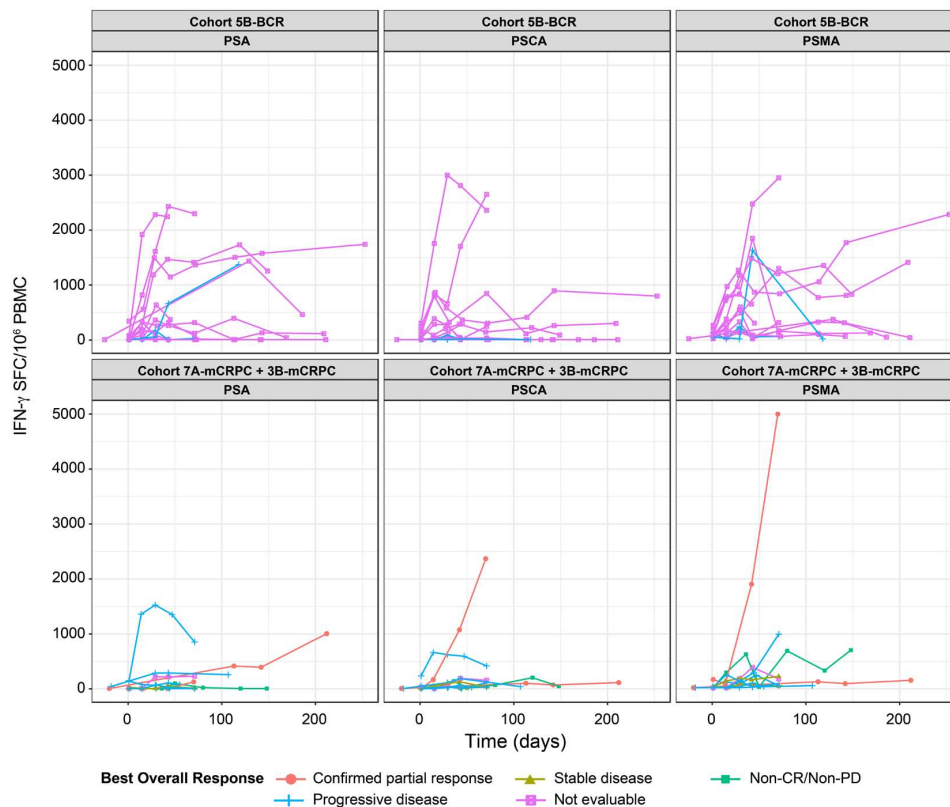 Cohort 5B-BCR Cohort 5B-BCR Cohort 5B-BCR
PSA PSCA PSMA
5000
4000
3000
2000
1000
0
IFN-γ SFC/10⁶ PBMC
Cohort 7A-mCRPC + 3B-mCRPC Cohort 7A-mCRPC + 3B-mCRPC Cohort 7A-mCRPC + 3B-mCRPC
PSA PSCA PSMA
5000
4000
3000
2000
1000
0
0 100 200 0 100 200 0 100 200
Time (days)
Best Overall Response Confirmed partial response Stable disease Non-CR/Non-PD
Progressive disease Not evaluable